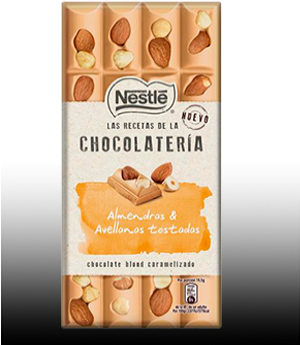 Nestlé
NUEVO
LAS RECETAS DE LA
CHOCOLATERÍA
Almendras &
Avellanas tostadas
chocolate blond caramelizado